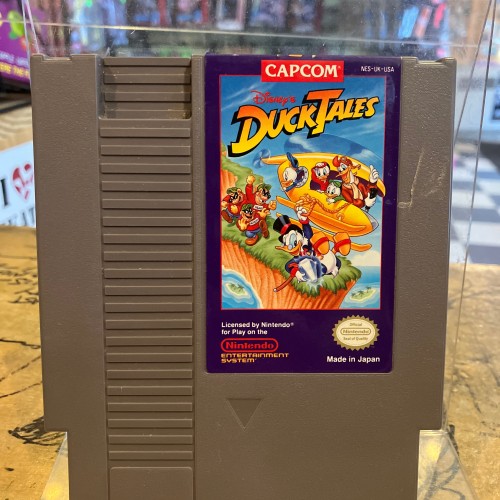 CAPCOM
NES-UK-USA
Disney's
DUCKTALES
Licensed by Nintendo®
for Play on the
Nintendo
ENTERTAINMENT
SYSTEM™
Official
Nintendo
Seal of Quality
Made in Japan